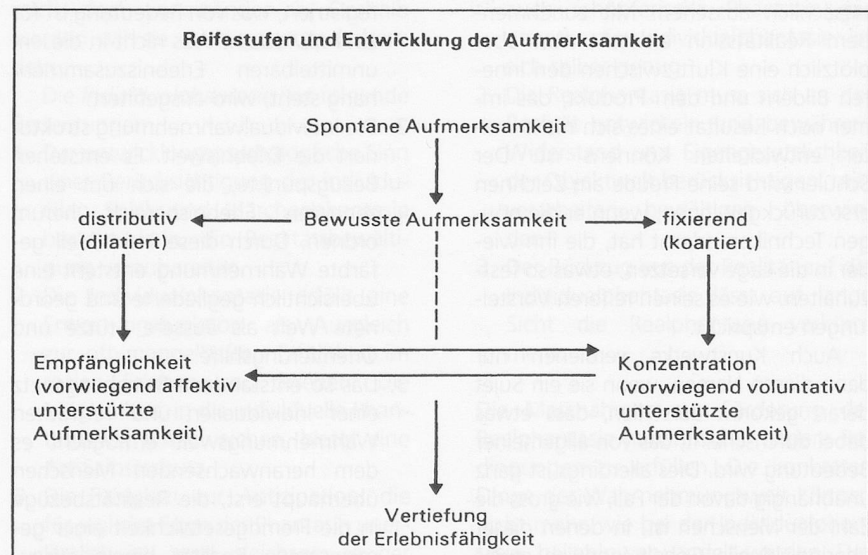 Reifestufen und Entwicklung der Aufmerksamkeit
Spontane Aufmerksamkeit
distributiv
(dilatiert)
Bewusste Aufmerksamkeit
fixierend
(koartiert)
Empfänglichkeit
(vorwiegend affektiv
unterstützte
Aufmerksamkeit)
Konzentration
(vorwiegend voluntativ
unterstützte
Aufmerksamkeit)
Vertiefung
der Erlebnisfähigkeit